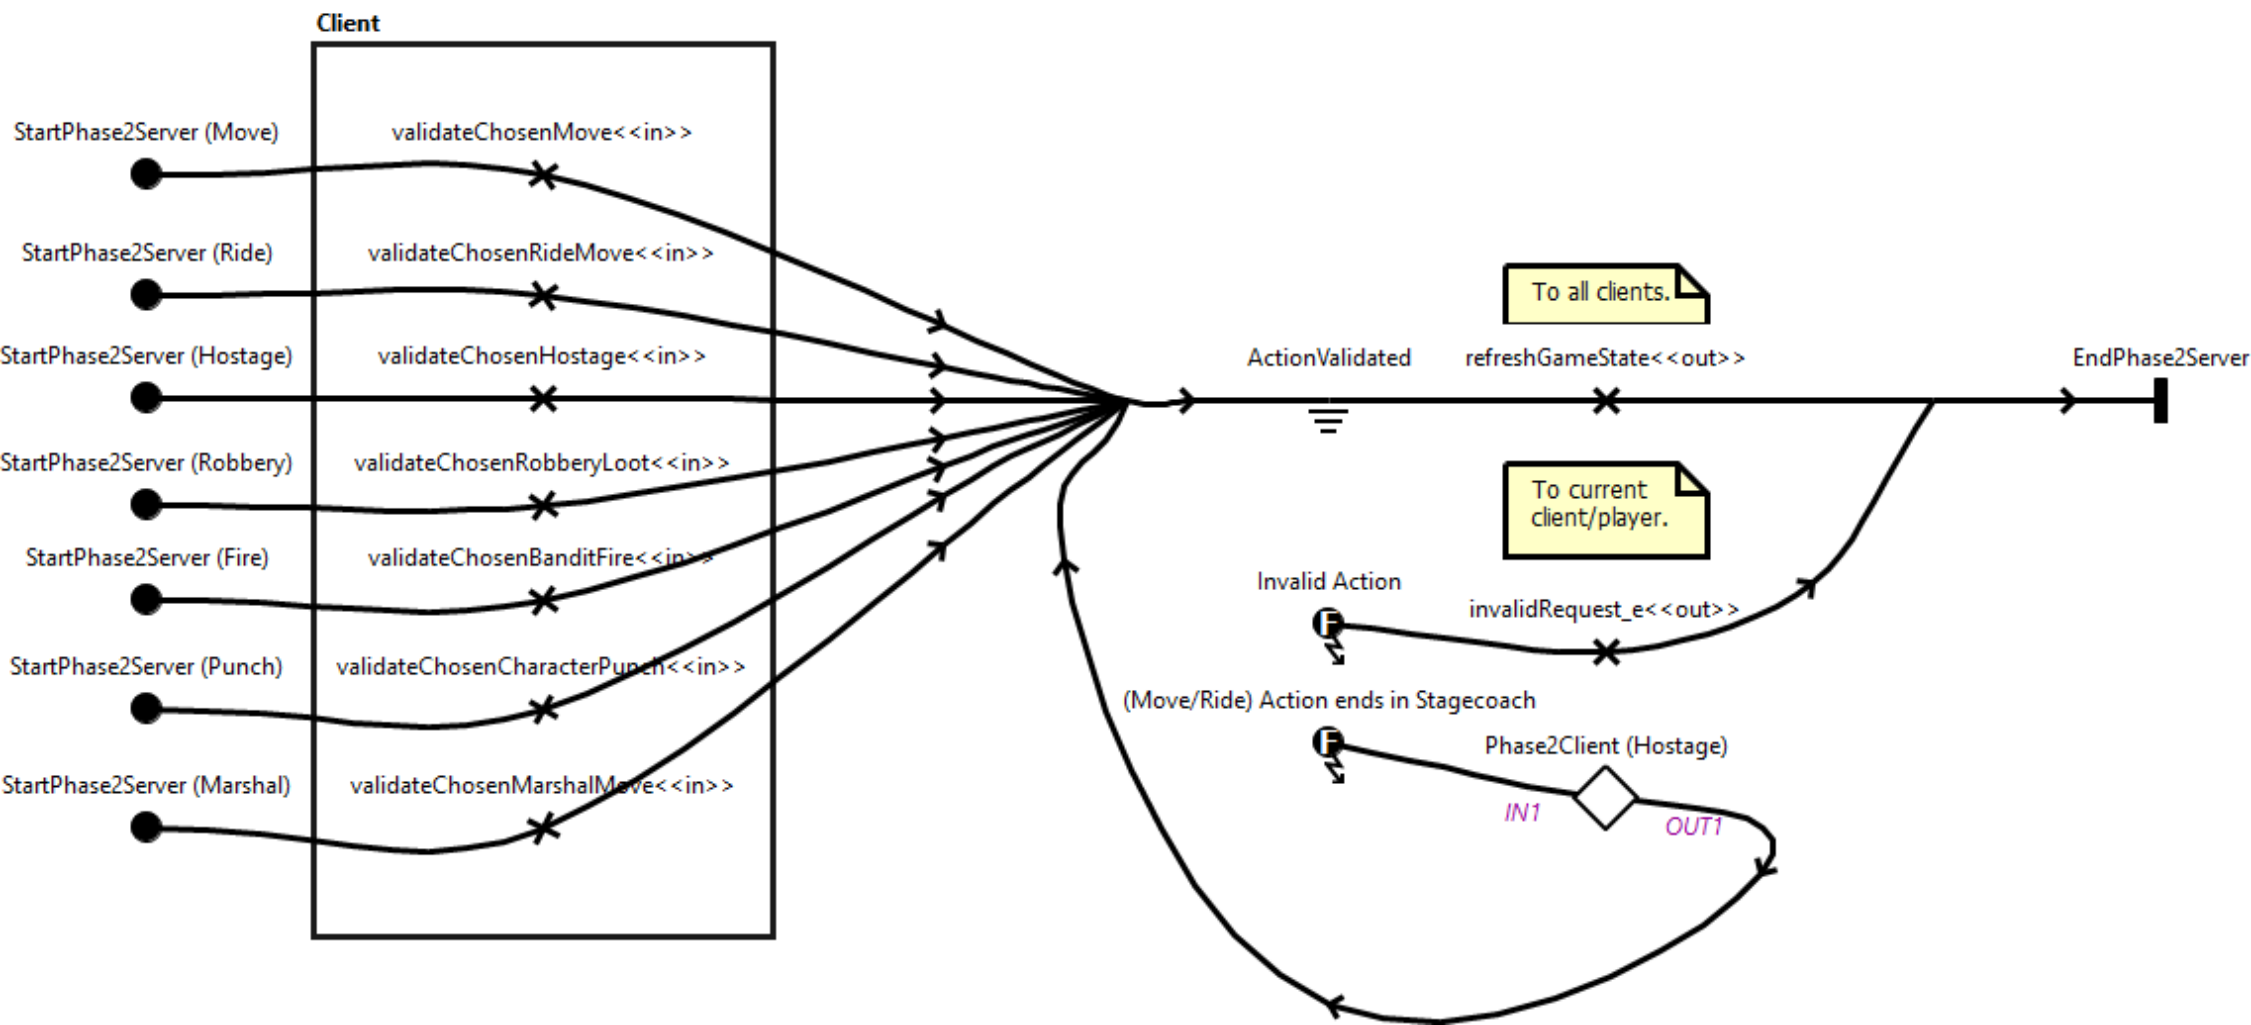 Client
StartPhase2Server (Move)
validateChosenMove<<in>>
StartPhase2Server (Ride)
validateChosenRideMove<<in>>
To all clients.
StartPhase2Server (Hostage)
validateChosenHostage<<in>>
ActionValidated
refreshGameState<<out>>
EndPhase2Server
StartPhase2Server (Robbery)
validateChosenRobberyLoot<<in>>
To current
client/player.
StartPhase2Server (Fire)
validateChosenBanditFire<<in>>
Invalid Action
F
invalidRequest_e<<out>>
StartPhase2Server (Punch)
validateChosenCharacterPunch<<in>>
(Move/Ride) Action ends in Stagecoach
F
Phase2Client (Hostage)
IN1
OUT1
StartPhase2Server (Marshal)
validateChosenMarshalMove<<in>>